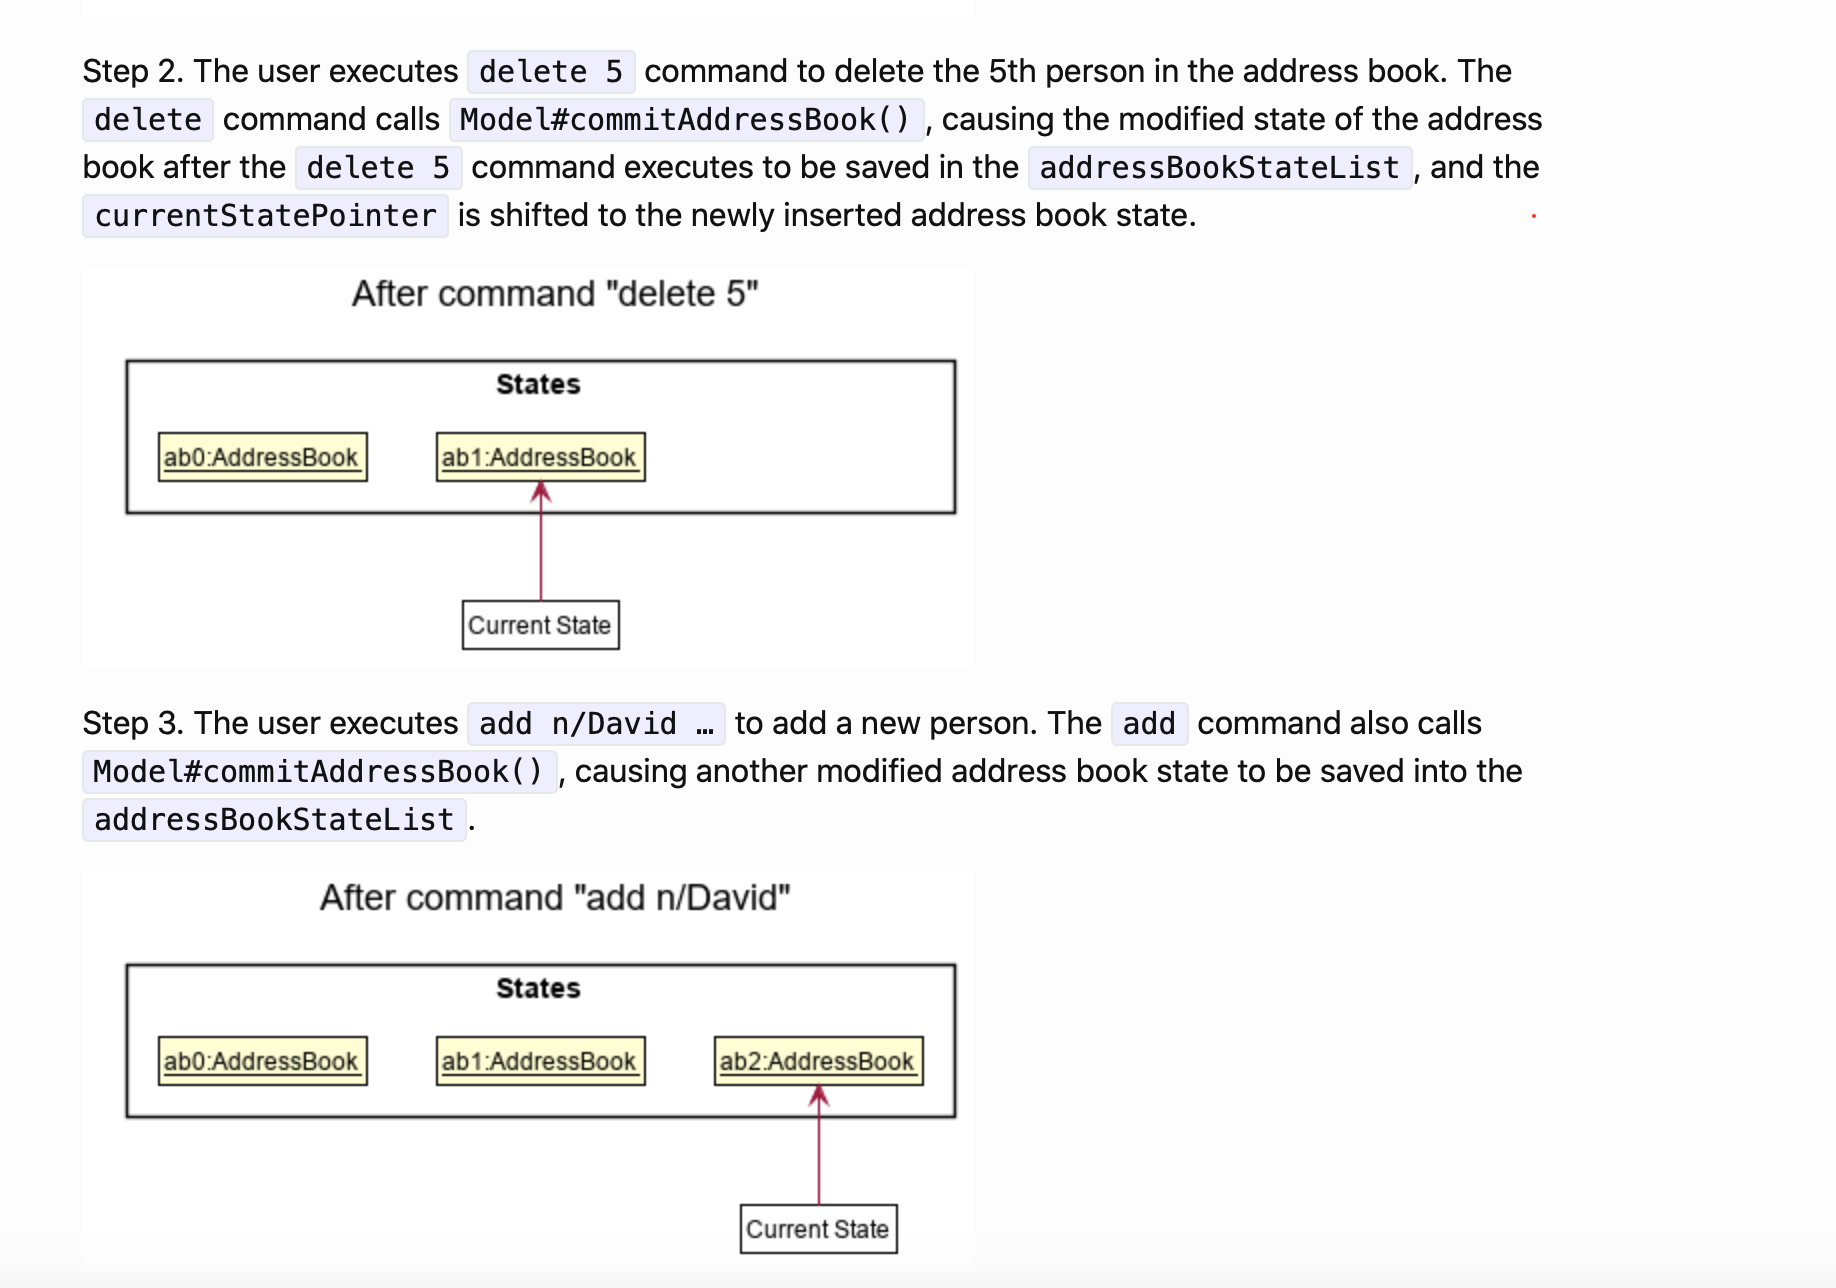 Step 2. The user executes delete 5 command to delete the 5th person in the address book. The
delete command calls Model#commitAddressBook() , causing the modified state of the address
book after the delete 5 command executes to be saved in the addressBookStateList , and the
currentStatePointer is shifted to the newly inserted address book state.
After command "delete 5"
States
ab0:AddressBook ab1:AddressBook
Current State
Step 3. The user executes add n/David … to add a new person. The add command also calls
Model#commitAddressBook() , causing another modified address book state to be saved into the
addressBookStateList .
After command "add n/David"
States
ab0:AddressBook ab1:AddressBook ab2:AddressBook
Current State